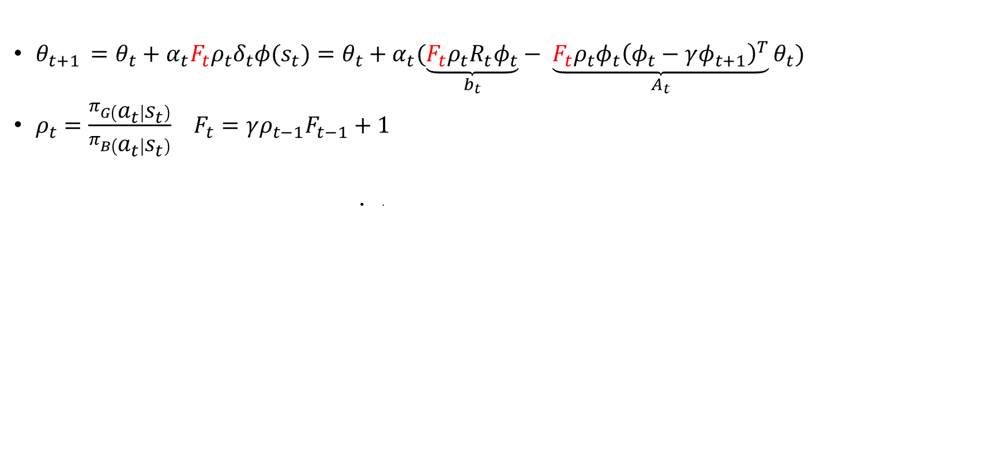 • θ_{t+1} = θ_t + α_t F_t ρ_t δ_t ϕ(s_t) = θ_t + α_t (F_t ρ_t R_t ϕ_t − F_t ρ_t ϕ_t (ϕ_t − γϕ_{t+1})^T θ_t)
b_t A_t
• ρ_t = π_G(a_t|s_t) / π_B(a_t|s_t) F_t = γρ_{t−1}F_{t−1} + 1